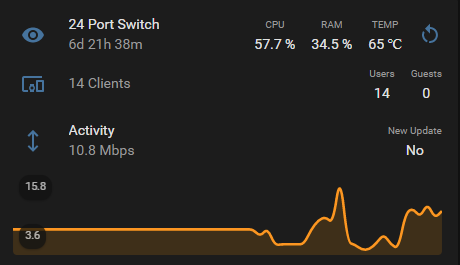 24 Port Switch
6d 21h 38m
CPU RAM TEMP
57.7 % 34.5 % 65 °C
14 Clients
Users Guests
14 0
Activity
10.8 Mbps
New Update
No
15.8
3.6